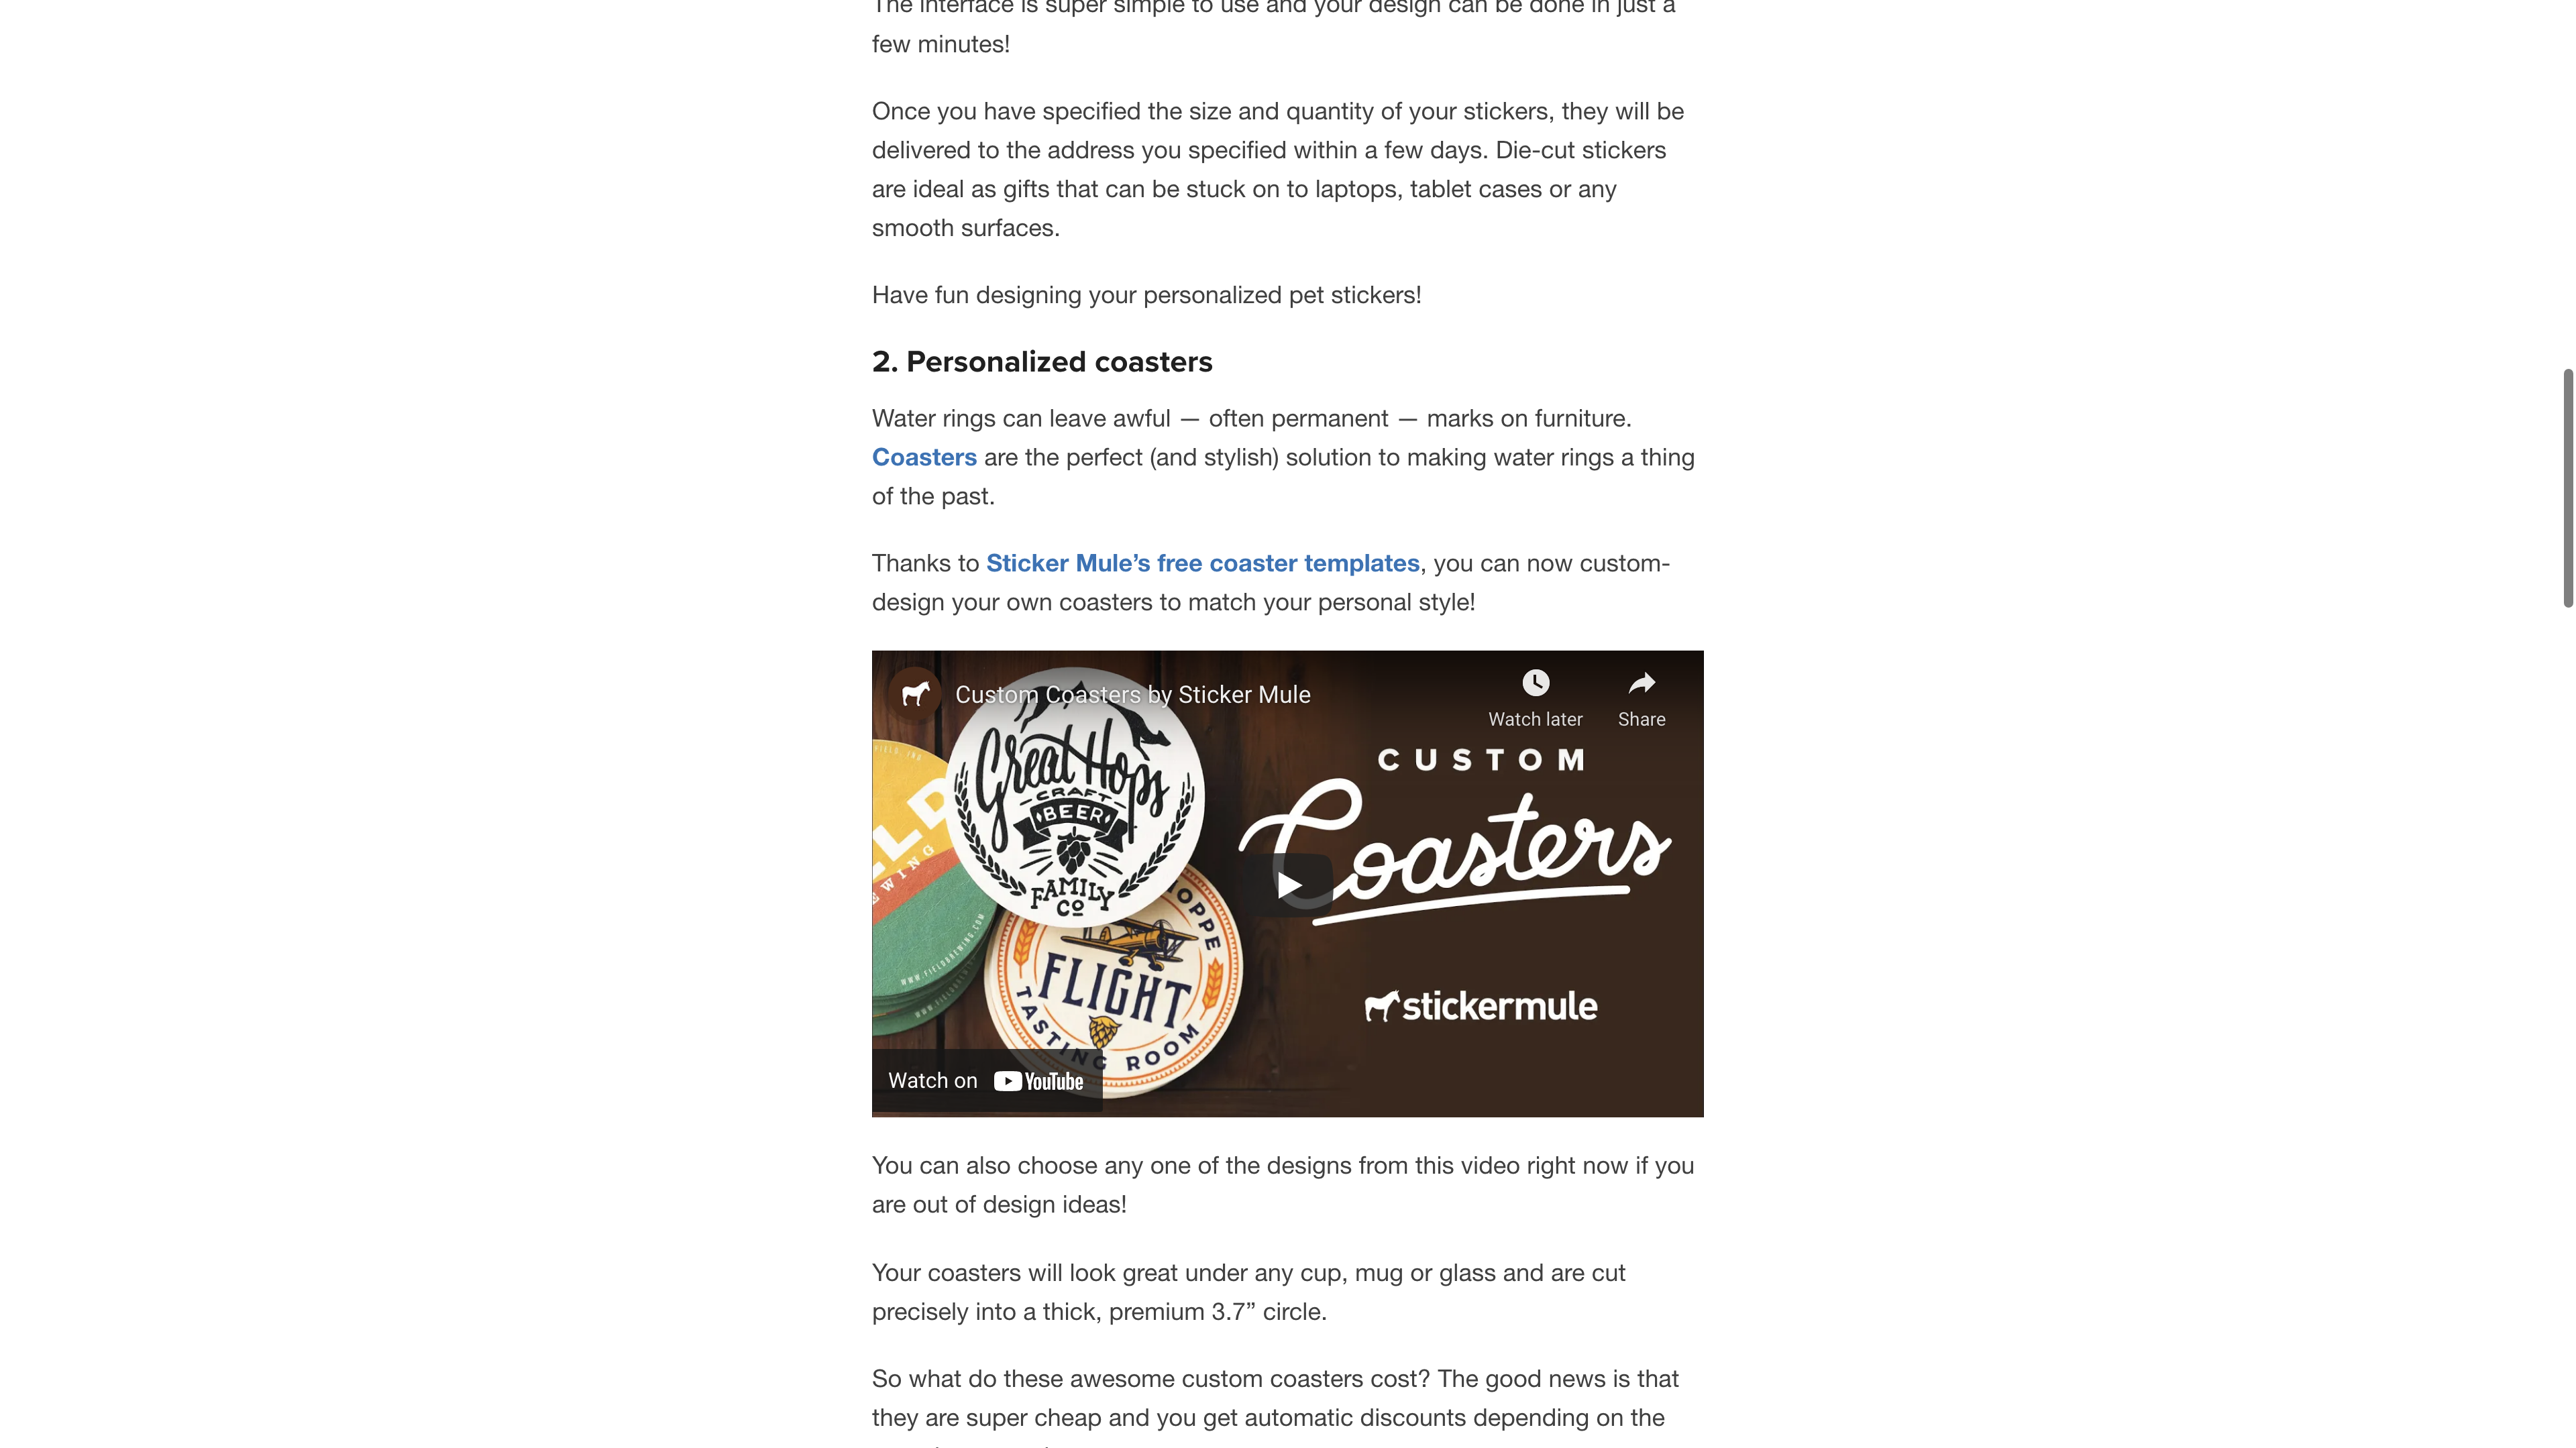 The interface is super simple to use and your design can be done in just a
few minutes!
Once you have specified the size and quantity of your stickers, they will be
delivered to the address you specified within a few days. Die-cut stickers
are ideal as gifts that can be stuck on to laptops, tablet cases or any
smooth surfaces.
Have fun designing your personalized pet stickers!
2. Personalized coasters
Water rings can leave awful — often permanent — marks on furniture.
Coasters are the perfect (and stylish) solution to making water rings a thing
of the past.
Thanks to Sticker Mule’s free coaster templates, you can now custom-
design your own coasters to match your personal style!
Custom Coasters by Sticker Mule
Watch later
Share
CUSTOM
Coasters
stickermule
Great Hops
CRAFT
BEER
FAMILY
CO
FLIGHT
TASTING ROOM
WWW.FIELDBREWING.COM
Watch on YouTube
You can also choose any one of the designs from this video right now if you
are out of design ideas!
Your coasters will look great under any cup, mug or glass and are cut
precisely into a thick, premium 3.7” circle.
So what do these awesome custom coasters cost? The good news is that
they are super cheap and you get automatic discounts depending on the